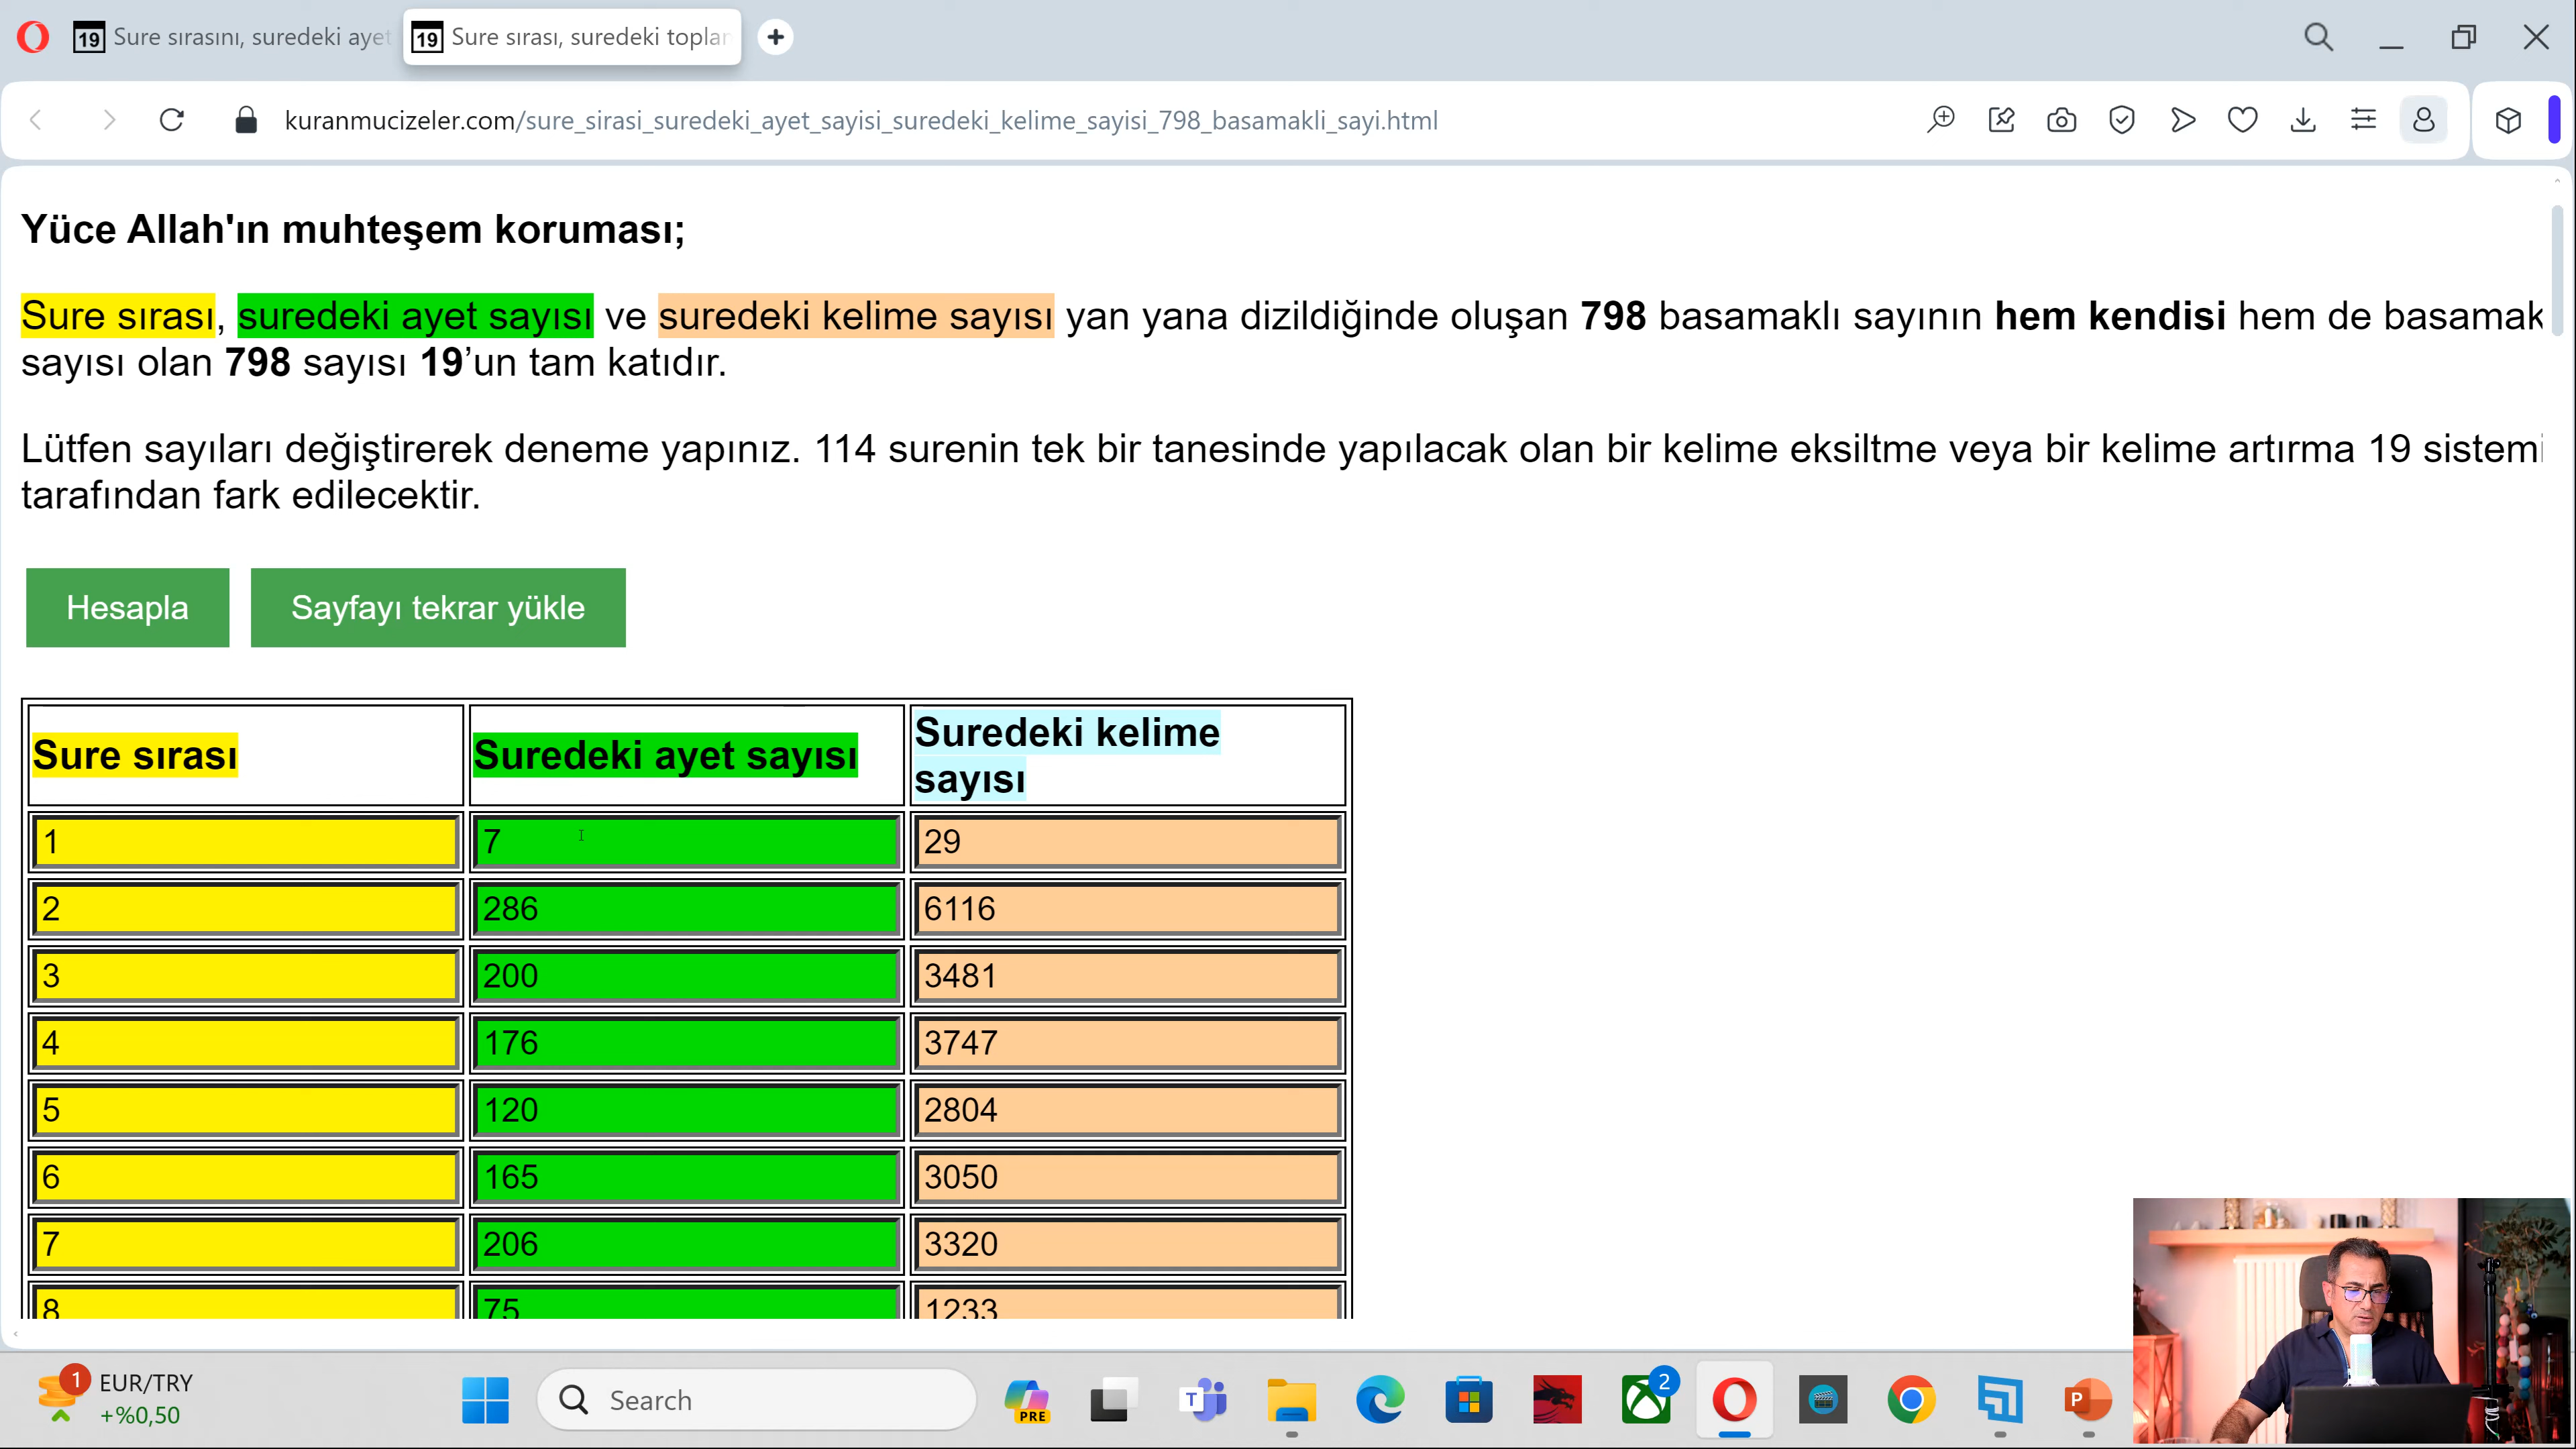 Sure sırasını, suredeki ayet
Sure sırası, suredeki toplam
kuranmucizeler.com/sure_sirasi_suredeki_ayet_sayisi_suredeki_kelime_sayisi_798_basamakli_sayi.html
Yüce Allah'ın muhteşem koruması;
Sure sırası, suredeki ayet sayısı ve suredeki kelime sayısı yan yana dizildiğinde oluşan 798 basamaklı sayının hem kendisi hem de basamak
sayısı olan 798 sayısı 19’un tam katıdır.
Lütfen sayıları değiştirerek deneme yapınız. 114 surenin tek bir tanesinde yapılacak olan bir kelime eksiltme veya bir kelime artırma 19 sistemi
tarafından fark edilecektir.
Hesapla Sayfayı tekrar yükle
Sure sırası Suredeki ayet sayısı Suredeki kelime
sayısı
1 7 29
2 286 6116
3 200 3481
4 176 3747
5 120 2804
6 165 3050
7 206 3320
8 75 1233
1 EUR/TRY
+%0,50
Search
PRE
2